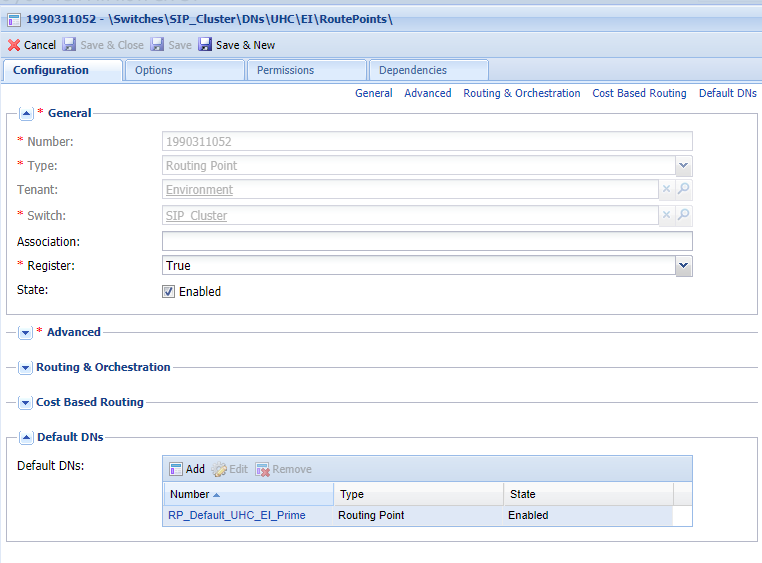 1990311052 - \Switches\SIP_Cluster\DNs\UHC\EI\RoutePoints\
Cancel Save & Close Save Save & New
Configuration Options Permissions Dependencies
General Advanced Routing & Orchestration Cost Based Routing Default DNs
* General
* Number: 1990311052
* Type: Routing Point
Tenant: Environment
* Switch: SIP_Cluster
Association:
* Register: True
State: Enabled
* Advanced
Routing & Orchestration
Cost Based Routing
Default DNs
Default DNs: Add Edit Remove
Number Type State
RP_Default_UHC_EI_Prime Routing Point Enabled